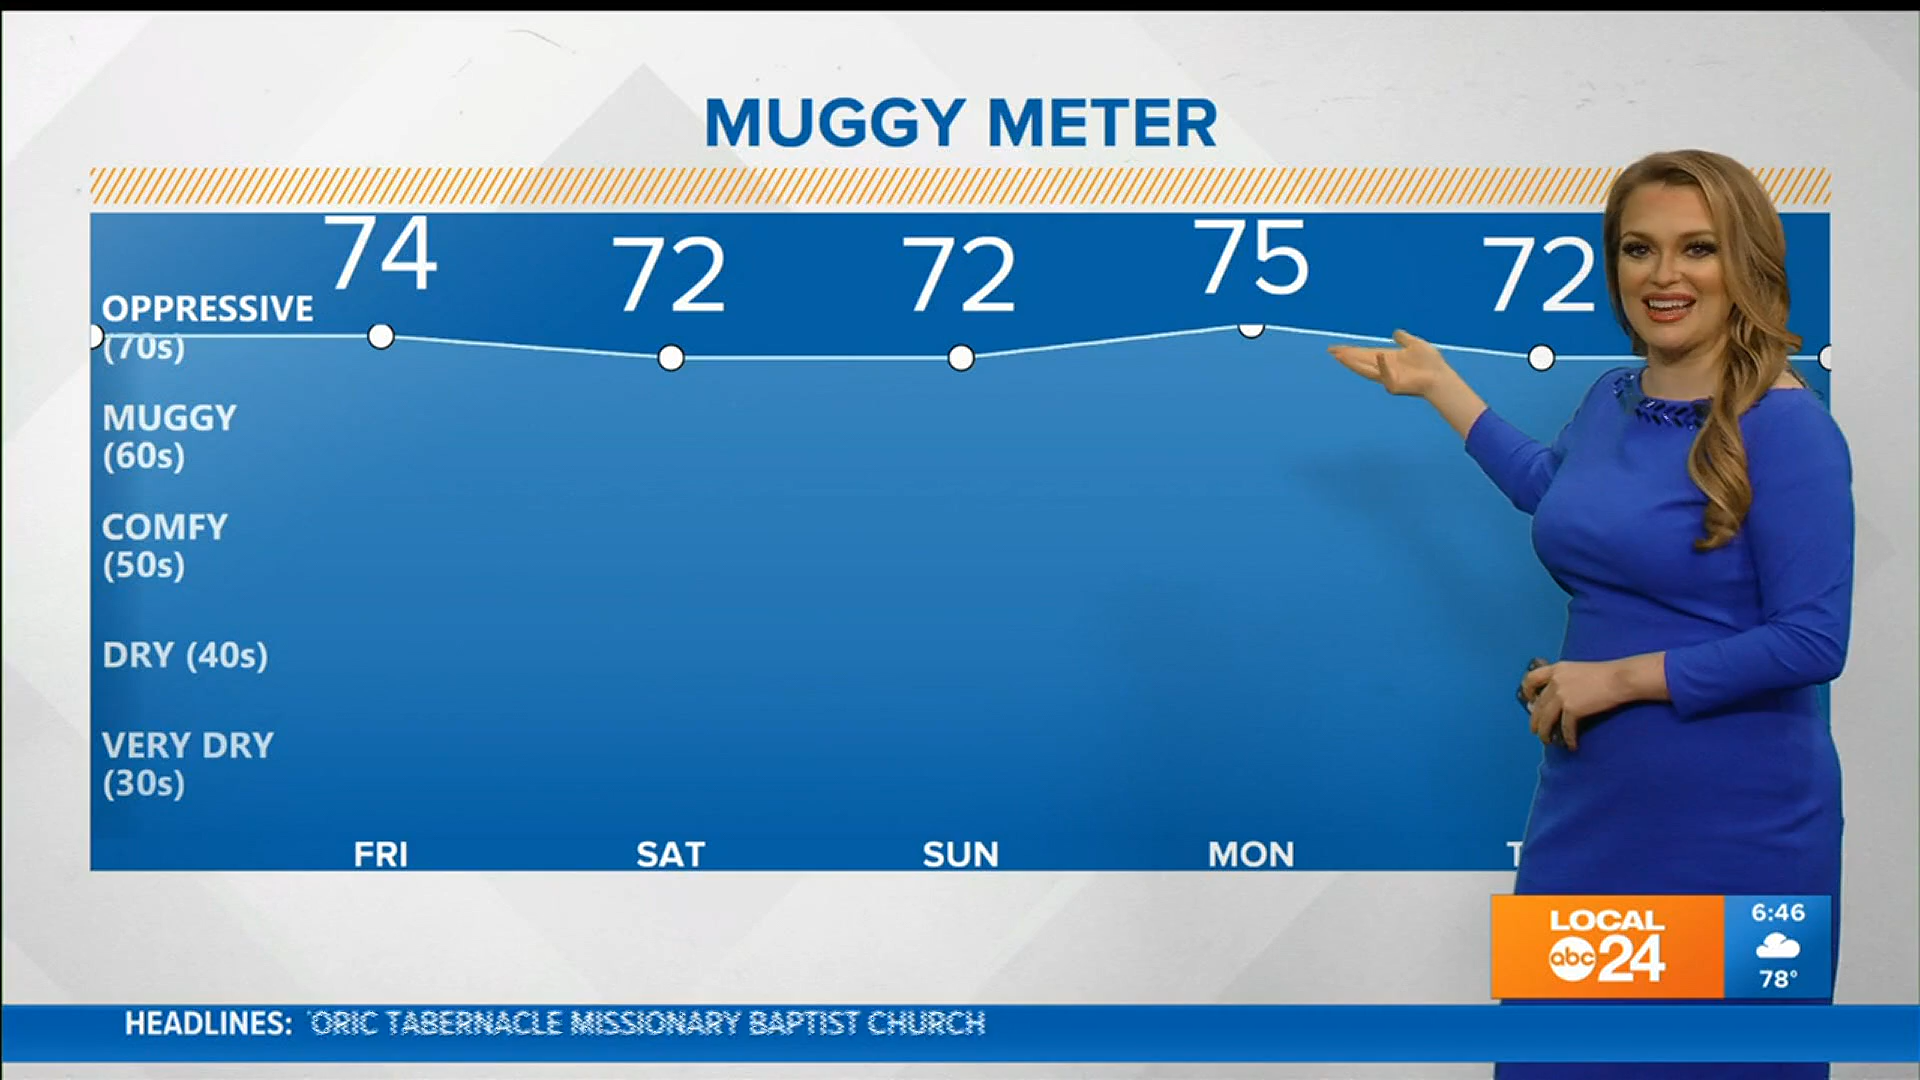 MUGGY METER
74
72
72
75
72
OPPRESSIVE
(70s)
MUGGY
(60s)
COMFY
(50s)
DRY (40s)
VERY DRY
(30s)
FRI
SAT
SUN
MON
T
LOCAL
abc 24
6:46
78°
HEADLINES: ORIC TABERNACLE MISSIONARY BAPTIST CHURCH